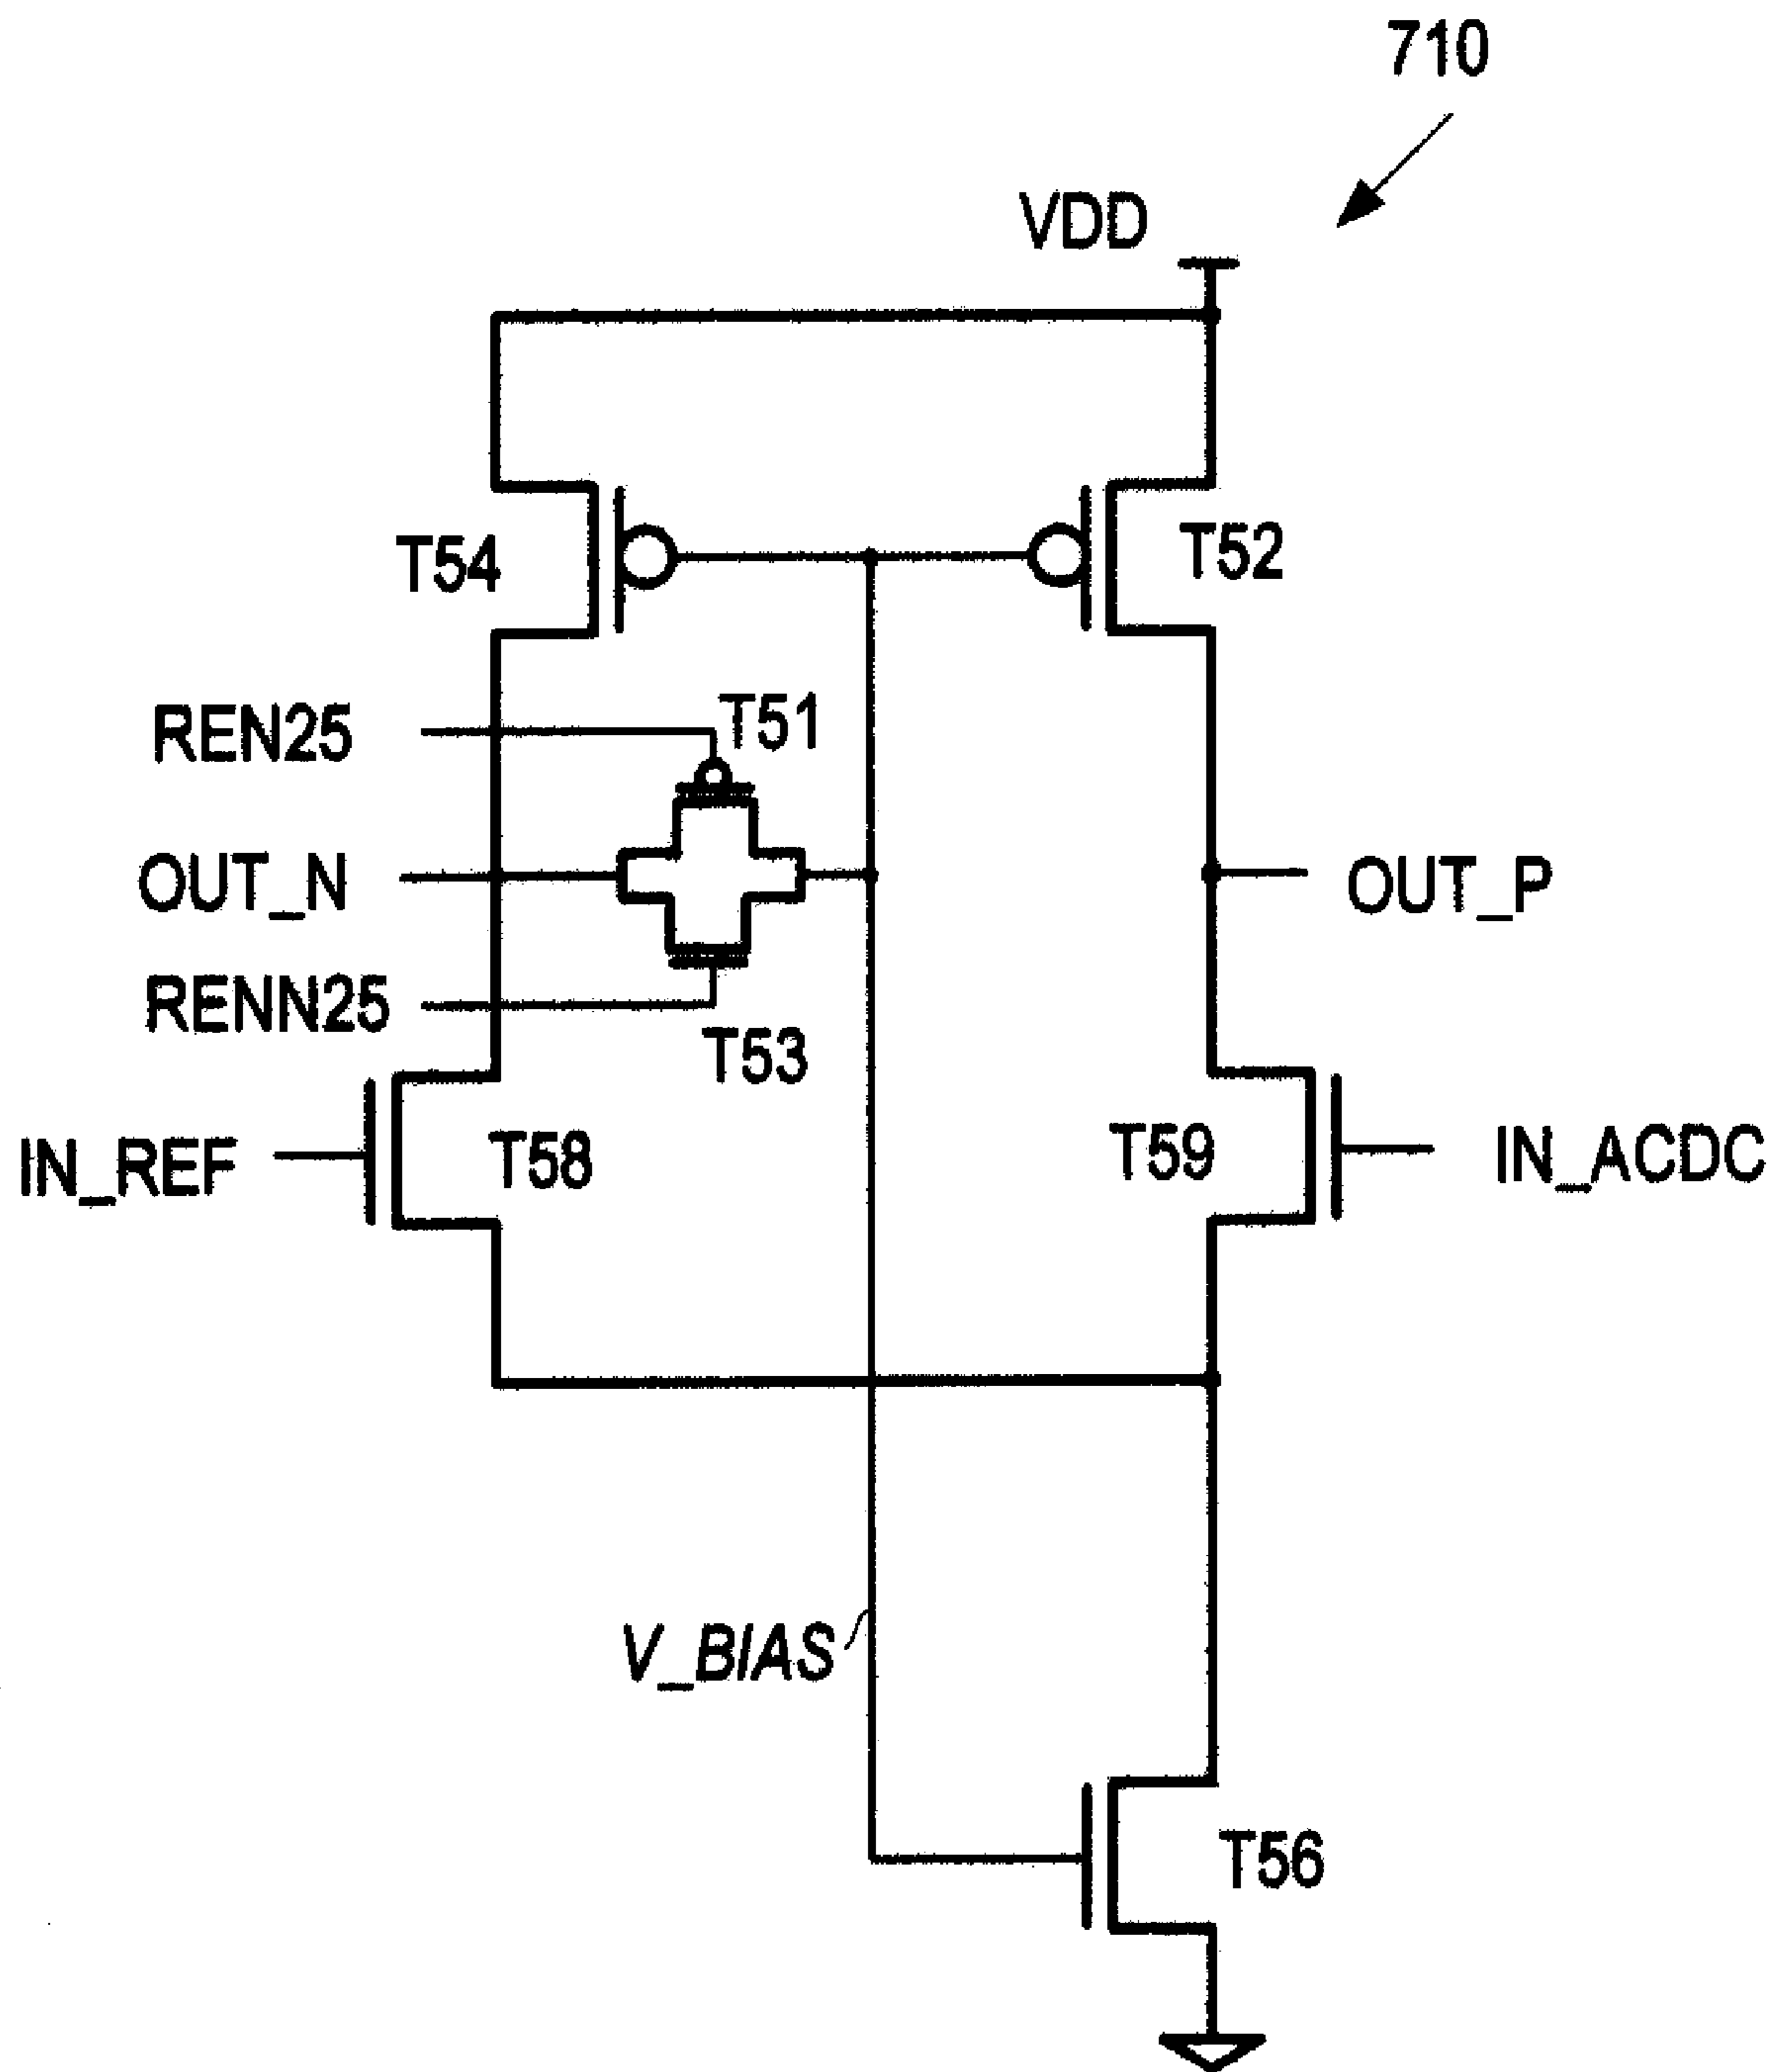 710
VDD
T54
T52
REN25
T51
OUT_N
OUT_P
RENN25
T53
IN_REF
T58
T59
IN_ACDC
V_BIAS
T56